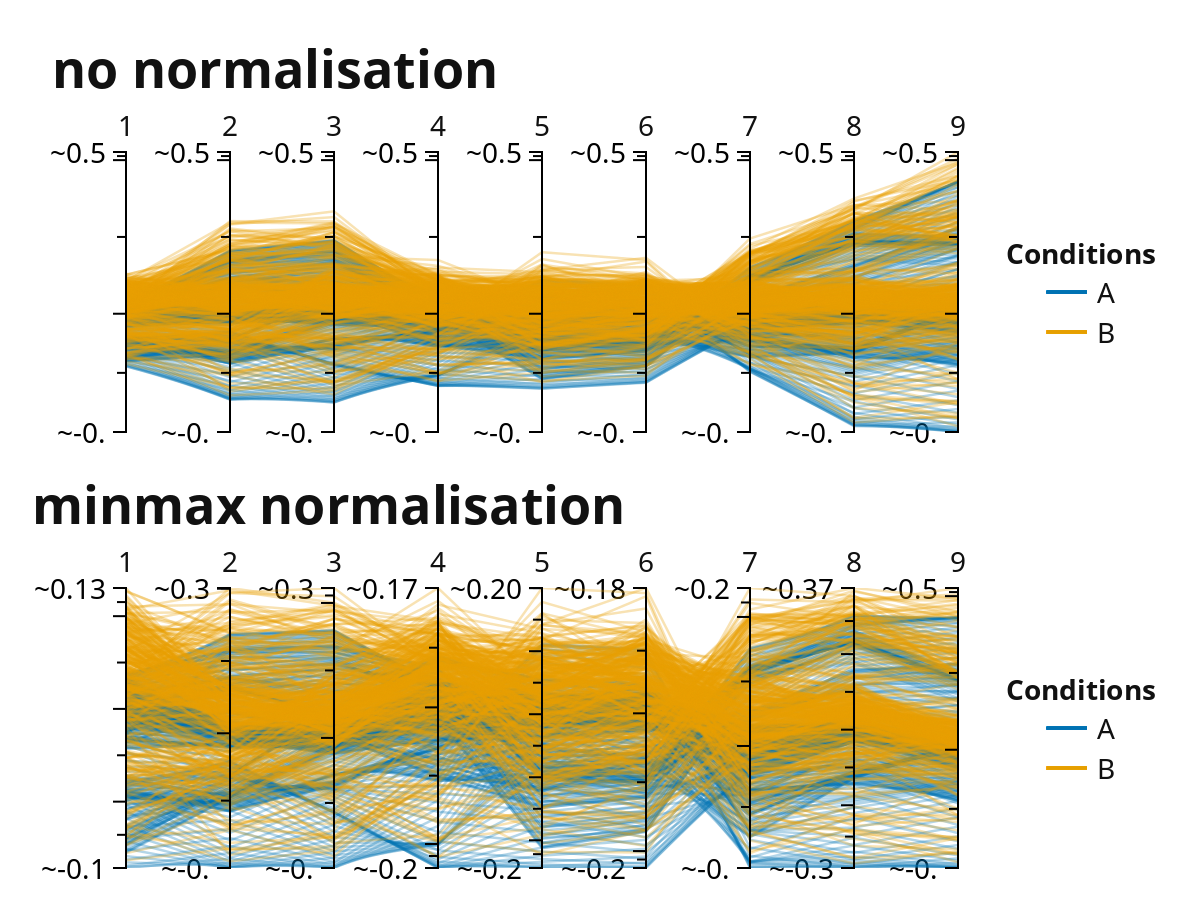 no normalisation
1 2 3 4 5 6 7 8 9
~0.5 ~0.5 ~0.5 ~0.5 ~0.5 ~0.5 ~0.5 ~0.5 ~0.5
Conditions
A
B
~-0. ~-0. ~-0. ~-0. ~-0. ~-0. ~-0. ~-0. ~-0.
minmax normalisation
1 2 3 4 5 6 7 8 9
~0.13 ~0.3 ~0.3 ~0.17 ~0.20 ~0.18 ~0.2 ~0.37 ~0.5
Conditions
A
B
~-0.1 ~-0. ~-0. ~-0.2 ~-0.2 ~-0.2 ~-0. ~-0.3 ~-0.